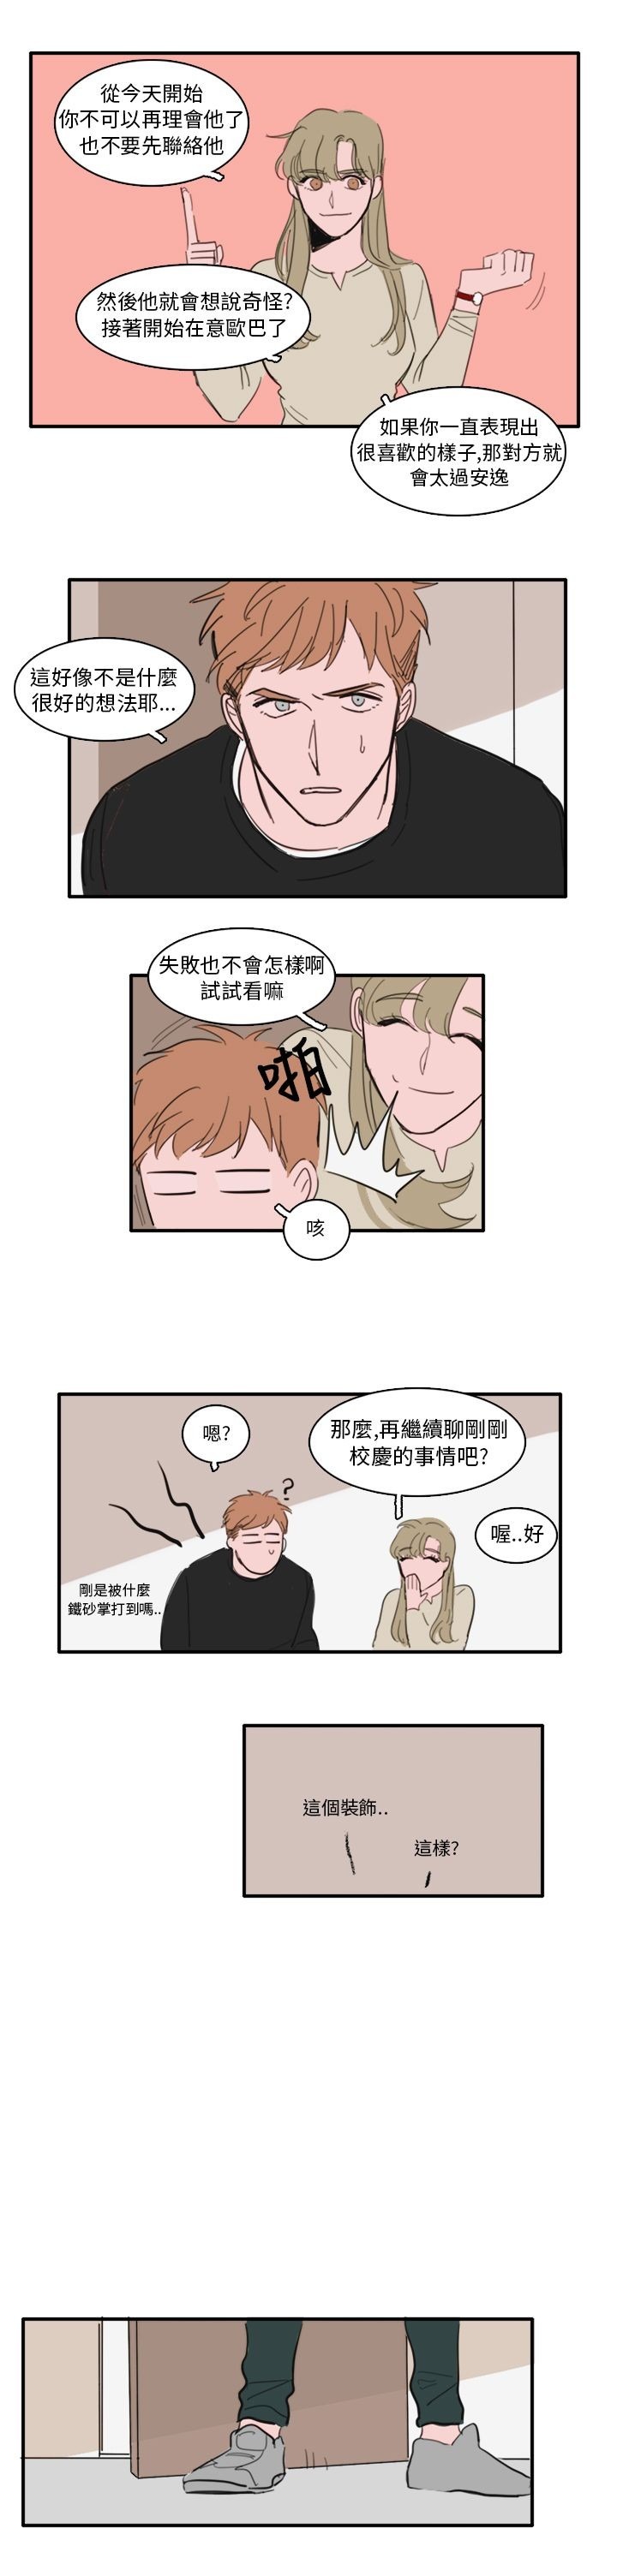 從今天開始
你不可以再理會他了
也不要先聯絡他
然後他就會想說奇怪?
接著開始在意歐巴了
如果你一直表現出
很喜歡的樣子,那對方就
會太過安逸
這好像不是什麼
很好的想法耶...
失敗也不會怎樣啊
試試看嘛
啪
咳
嗯?
那麼,再繼續聊剛剛
校慶的事情吧?
?
喔..好
剛是被什麼
鐵砂掌打到嗎..
這個裝飾..
這樣?